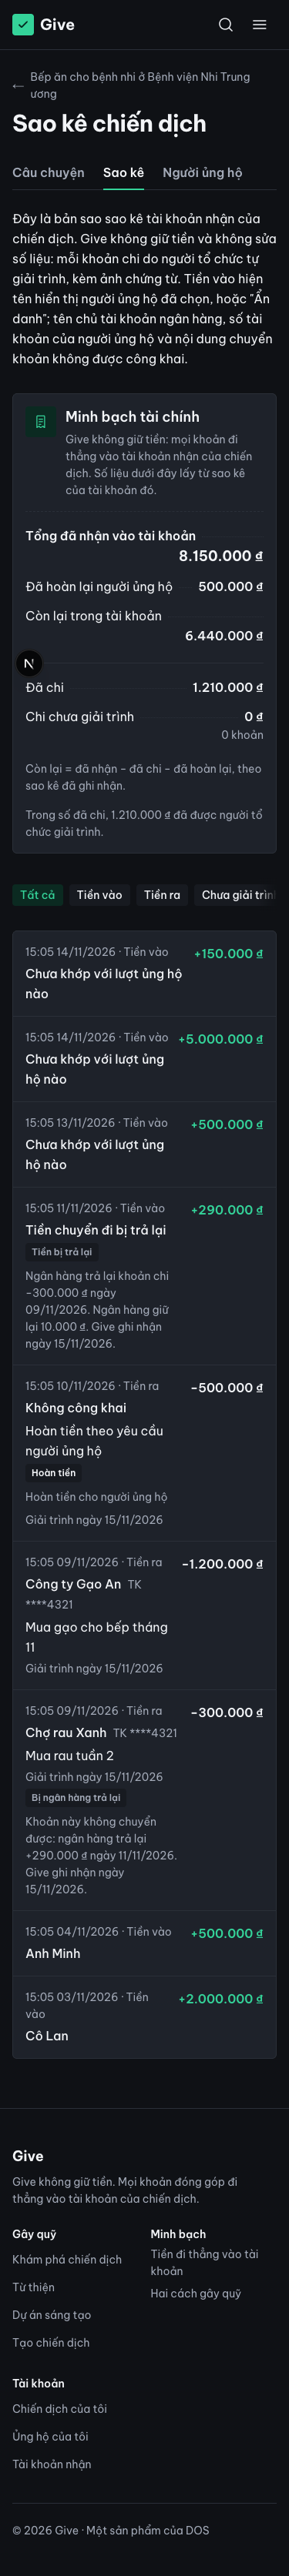 Give
Bếp ăn cho bệnh nhi ở Bệnh viện Nhi Trung
ương
Sao kê chiến dịch
Câu chuyện Sao kê Người ủng hộ
Đây là bản sao sao kê tài khoản nhận của
chiến dịch. Give không giữ tiền và không sửa
số liệu: mỗi khoản chi do người tổ chức tự
giải trình, kèm ảnh chứng từ. Tiền vào hiện
tên hiển thị người ủng hộ đã chọn, hoặc "Ẩn
danh"; tên chủ tài khoản ngân hàng, số tài
khoản của người ủng hộ và nội dung chuyển
khoản không được công khai.
Minh bạch tài chính
Give không giữ tiền: mọi khoản đi
thẳng vào tài khoản nhận của chiến
dịch. Số liệu dưới đây lấy từ sao kê
của tài khoản đó.
Tổng đã nhận vào tài khoản
8.150.000 ₫
Đã hoàn lại người ủng hộ 500.000 ₫
Còn lại trong tài khoản
6.440.000 ₫
Đã chi 1.210.000 ₫
Chi chưa giải trình 0 ₫
0 khoản
Còn lại = đã nhận − đã chi − đã hoàn lại, theo
sao kê đã ghi nhận.
Trong số đã chi, 1.210.000 ₫ đã được người tổ
chức giải trình.
Tất cả Tiền vào Tiền ra Chưa giải trình
15:05 14/11/2026 · Tiền vào +150.000 ₫
Chưa khớp với lượt ủng hộ
nào
15:05 14/11/2026 · Tiền vào +5.000.000 ₫
Chưa khớp với lượt ủng
hộ nào
15:05 13/11/2026 · Tiền vào +500.000 ₫
Chưa khớp với lượt ủng
hộ nào
15:05 11/11/2026 · Tiền vào +290.000 ₫
Tiền chuyển đi bị trả lại
Tiền bị trả lại
Ngân hàng trả lại khoản chi
−300.000 ₫ ngày
09/11/2026. Ngân hàng giữ
lại 10.000 ₫. Give ghi nhận
ngày 15/11/2026.
15:05 10/11/2026 · Tiền ra −500.000 ₫
Không công khai
Hoàn tiền theo yêu cầu
người ủng hộ
Hoàn tiền
Hoàn tiền cho người ủng hộ
Giải trình ngày 15/11/2026
15:05 09/11/2026 · Tiền ra −1.200.000 ₫
Công ty Gạo An TK
****4321
Mua gạo cho bếp tháng
11
Giải trình ngày 15/11/2026
15:05 09/11/2026 · Tiền ra −300.000 ₫
Chợ rau Xanh TK ****4321
Mua rau tuần 2
Giải trình ngày 15/11/2026
Bị ngân hàng trả lại
Khoản này không chuyển
được: ngân hàng trả lại
+290.000 ₫ ngày 11/11/2026.
Give ghi nhận ngày
15/11/2026.
15:05 04/11/2026 · Tiền vào +500.000 ₫
Anh Minh
15:05 03/11/2026 · Tiền
vào +2.000.000 ₫
Cô Lan
Give
Give không giữ tiền. Mọi khoản đóng góp đi
thẳng vào tài khoản của chiến dịch.
Gây quỹ
Khám phá chiến dịch
Từ thiện
Dự án sáng tạo
Tạo chiến dịch
Minh bạch
Tiền đi thẳng vào tài
khoản
Hai cách gây quỹ
Tài khoản
Chiến dịch của tôi
Ủng hộ của tôi
Tài khoản nhận
© 2026 Give · Một sản phẩm của DOS